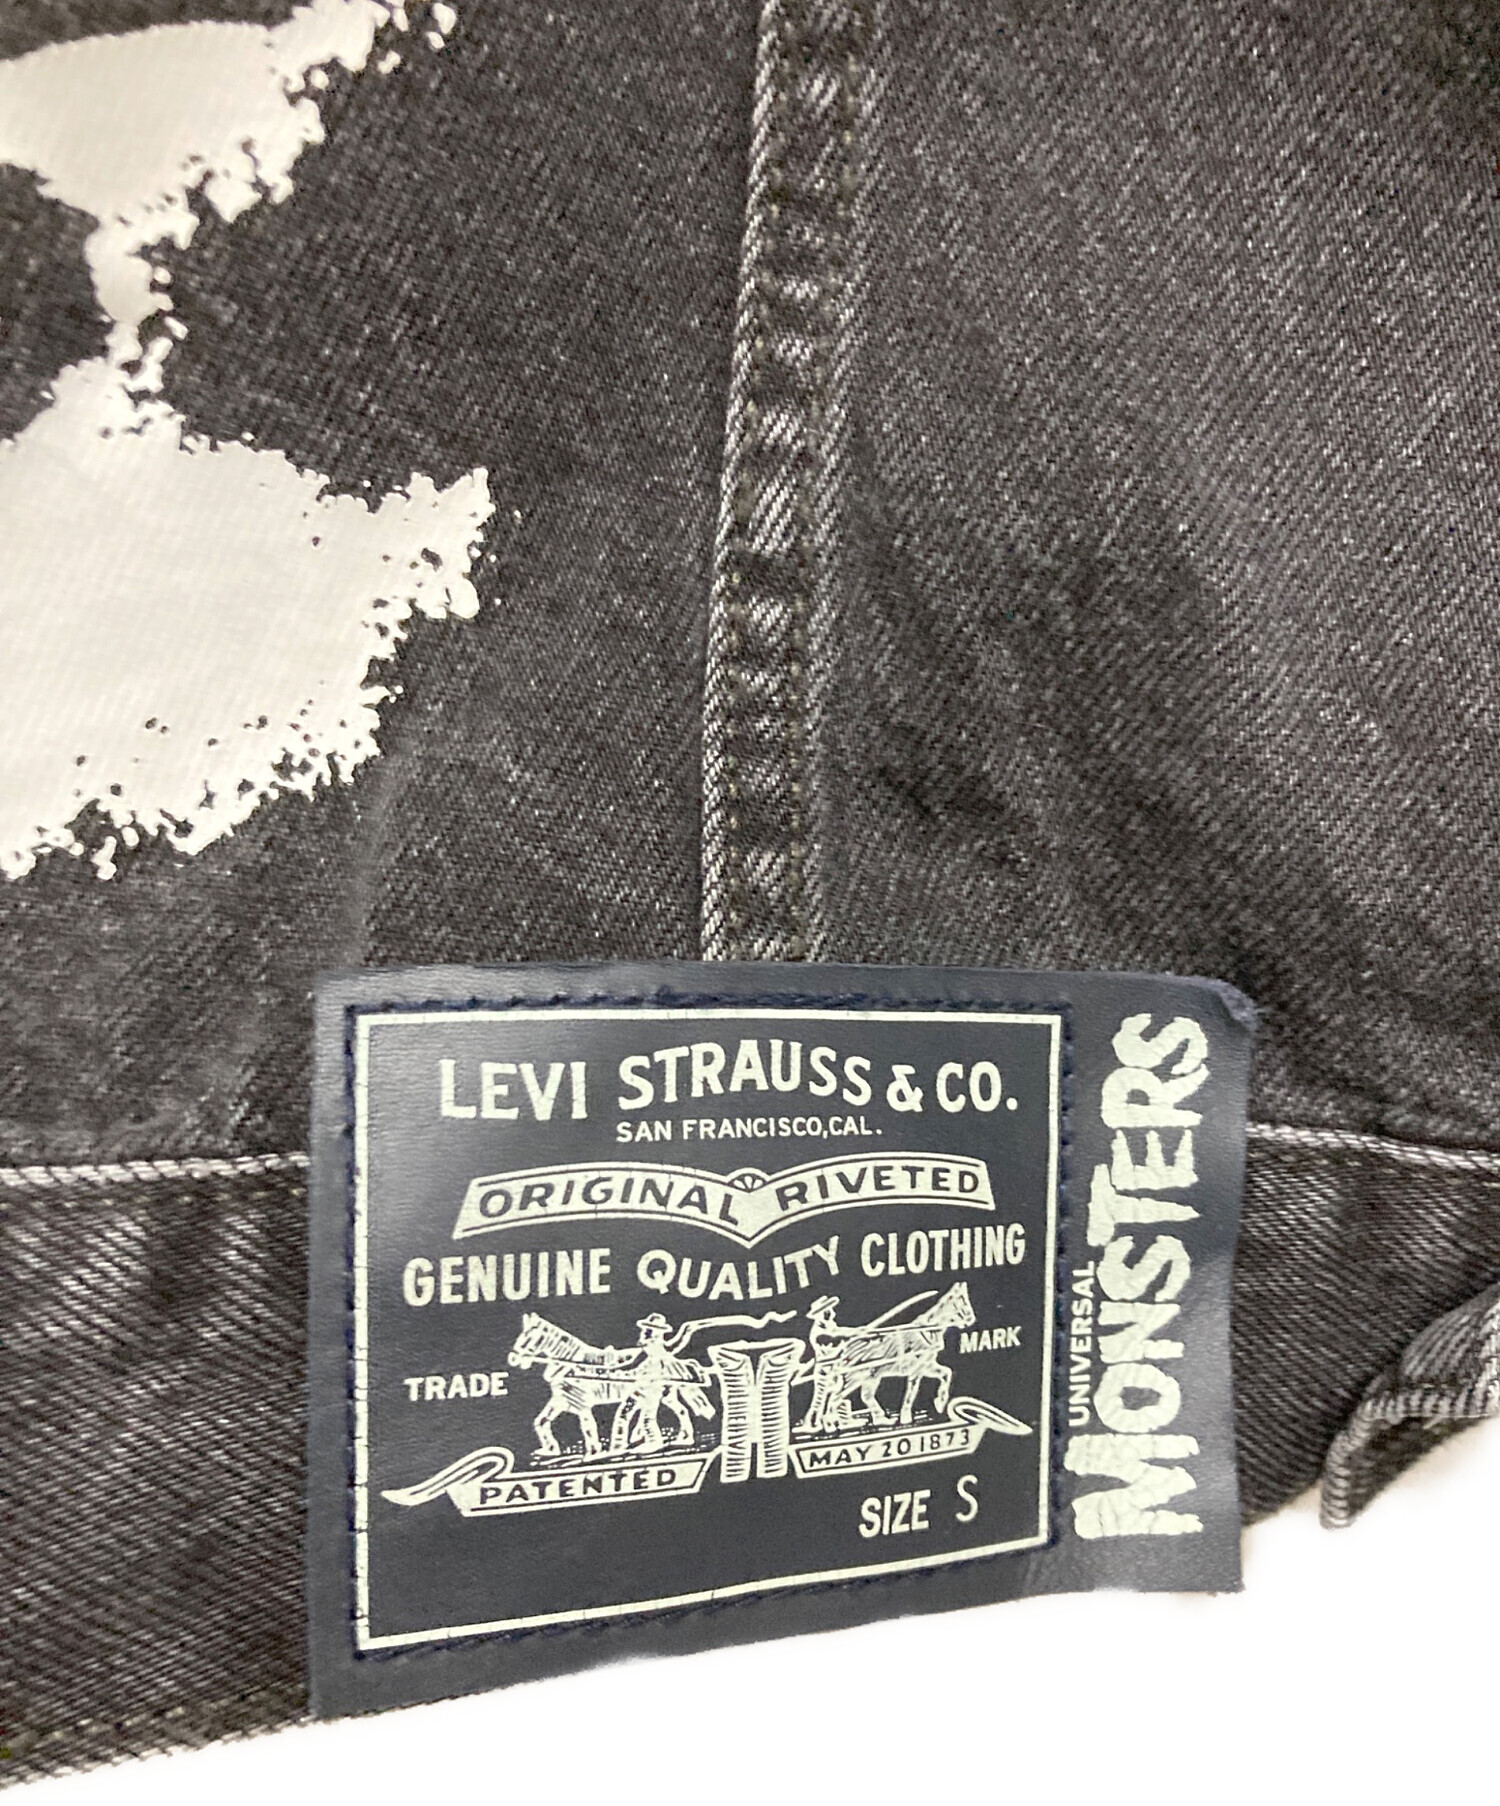 LEVI STRAUSS & CO.
SAN FRANCISCO, CAL.
ORIGINAL RIVETED
GENUINE QUALITY CLOTHING
TRADE MARK
PATENTED MAY 20 1873
SIZE S
UNIVERSAL
MONSTERS